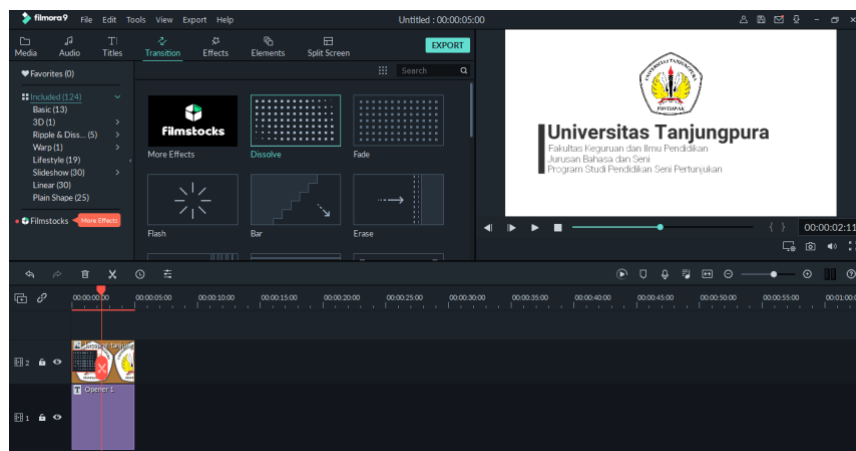 filmora9 File Edit Tools View Export Help Untitled : 00:00:05:00
Media Audio Titles Transition Effects Elements Split Screen EXPORT
Favorites (0) Search
Included (124)
Basic (13)
3D (1)
Ripple & Diss... (5)
Warp (1)
Lifestyle (19)
Slideshow (30)
Linear (30)
Plain Shape (25)
Filmstocks More Effects
Filmstocks
More Effects Dissolve Fade
Flash Bar Erase
Universitas Tanjungpura
Fakultas Keguruan dan Ilmu Pendidikan
Jurusan Bahasa dan Seni
Program Studi Pendidikan Seni Pertunjukan
{ } 00:00:02:11
00:00:00:00 00:00:05:00 00:00:10:00 00:00:15:00 00:00:20:00 00:00:25:00 00:00:30:00 00:00:35:00 00:00:40:00 00:00:45:00 00:00:50:00 00:00:55:00 00:01:00:0
2
Opener 1
1